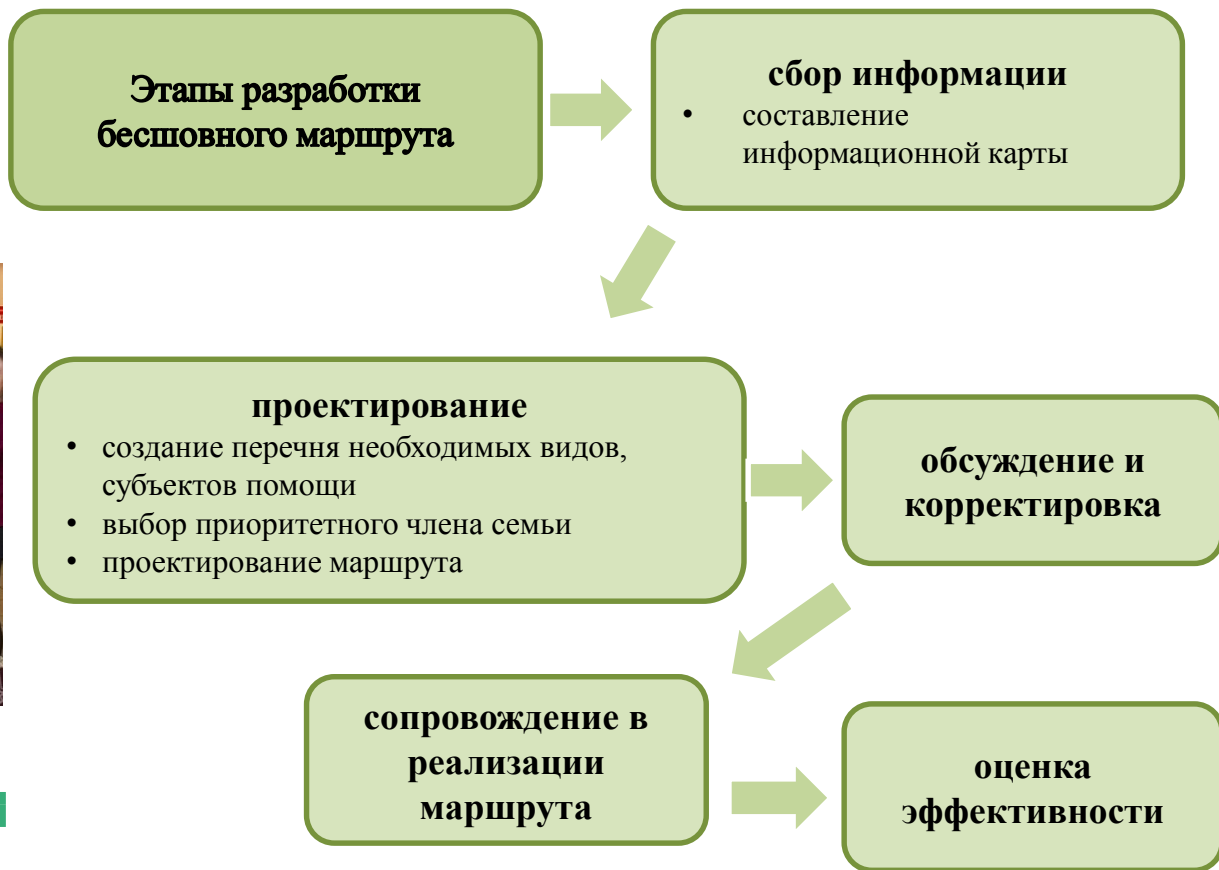 Этапы разработки
бесшовного маршрута
сбор информации
• составление
информационной карты
проектирование
• создание перечня необходимых видов,
субъектов помощи
• выбор приоритетного члена семьи
• проектирование маршрута
обсуждение и
корректировка
сопровождение в
реализации
маршрута
оценка
эффективности